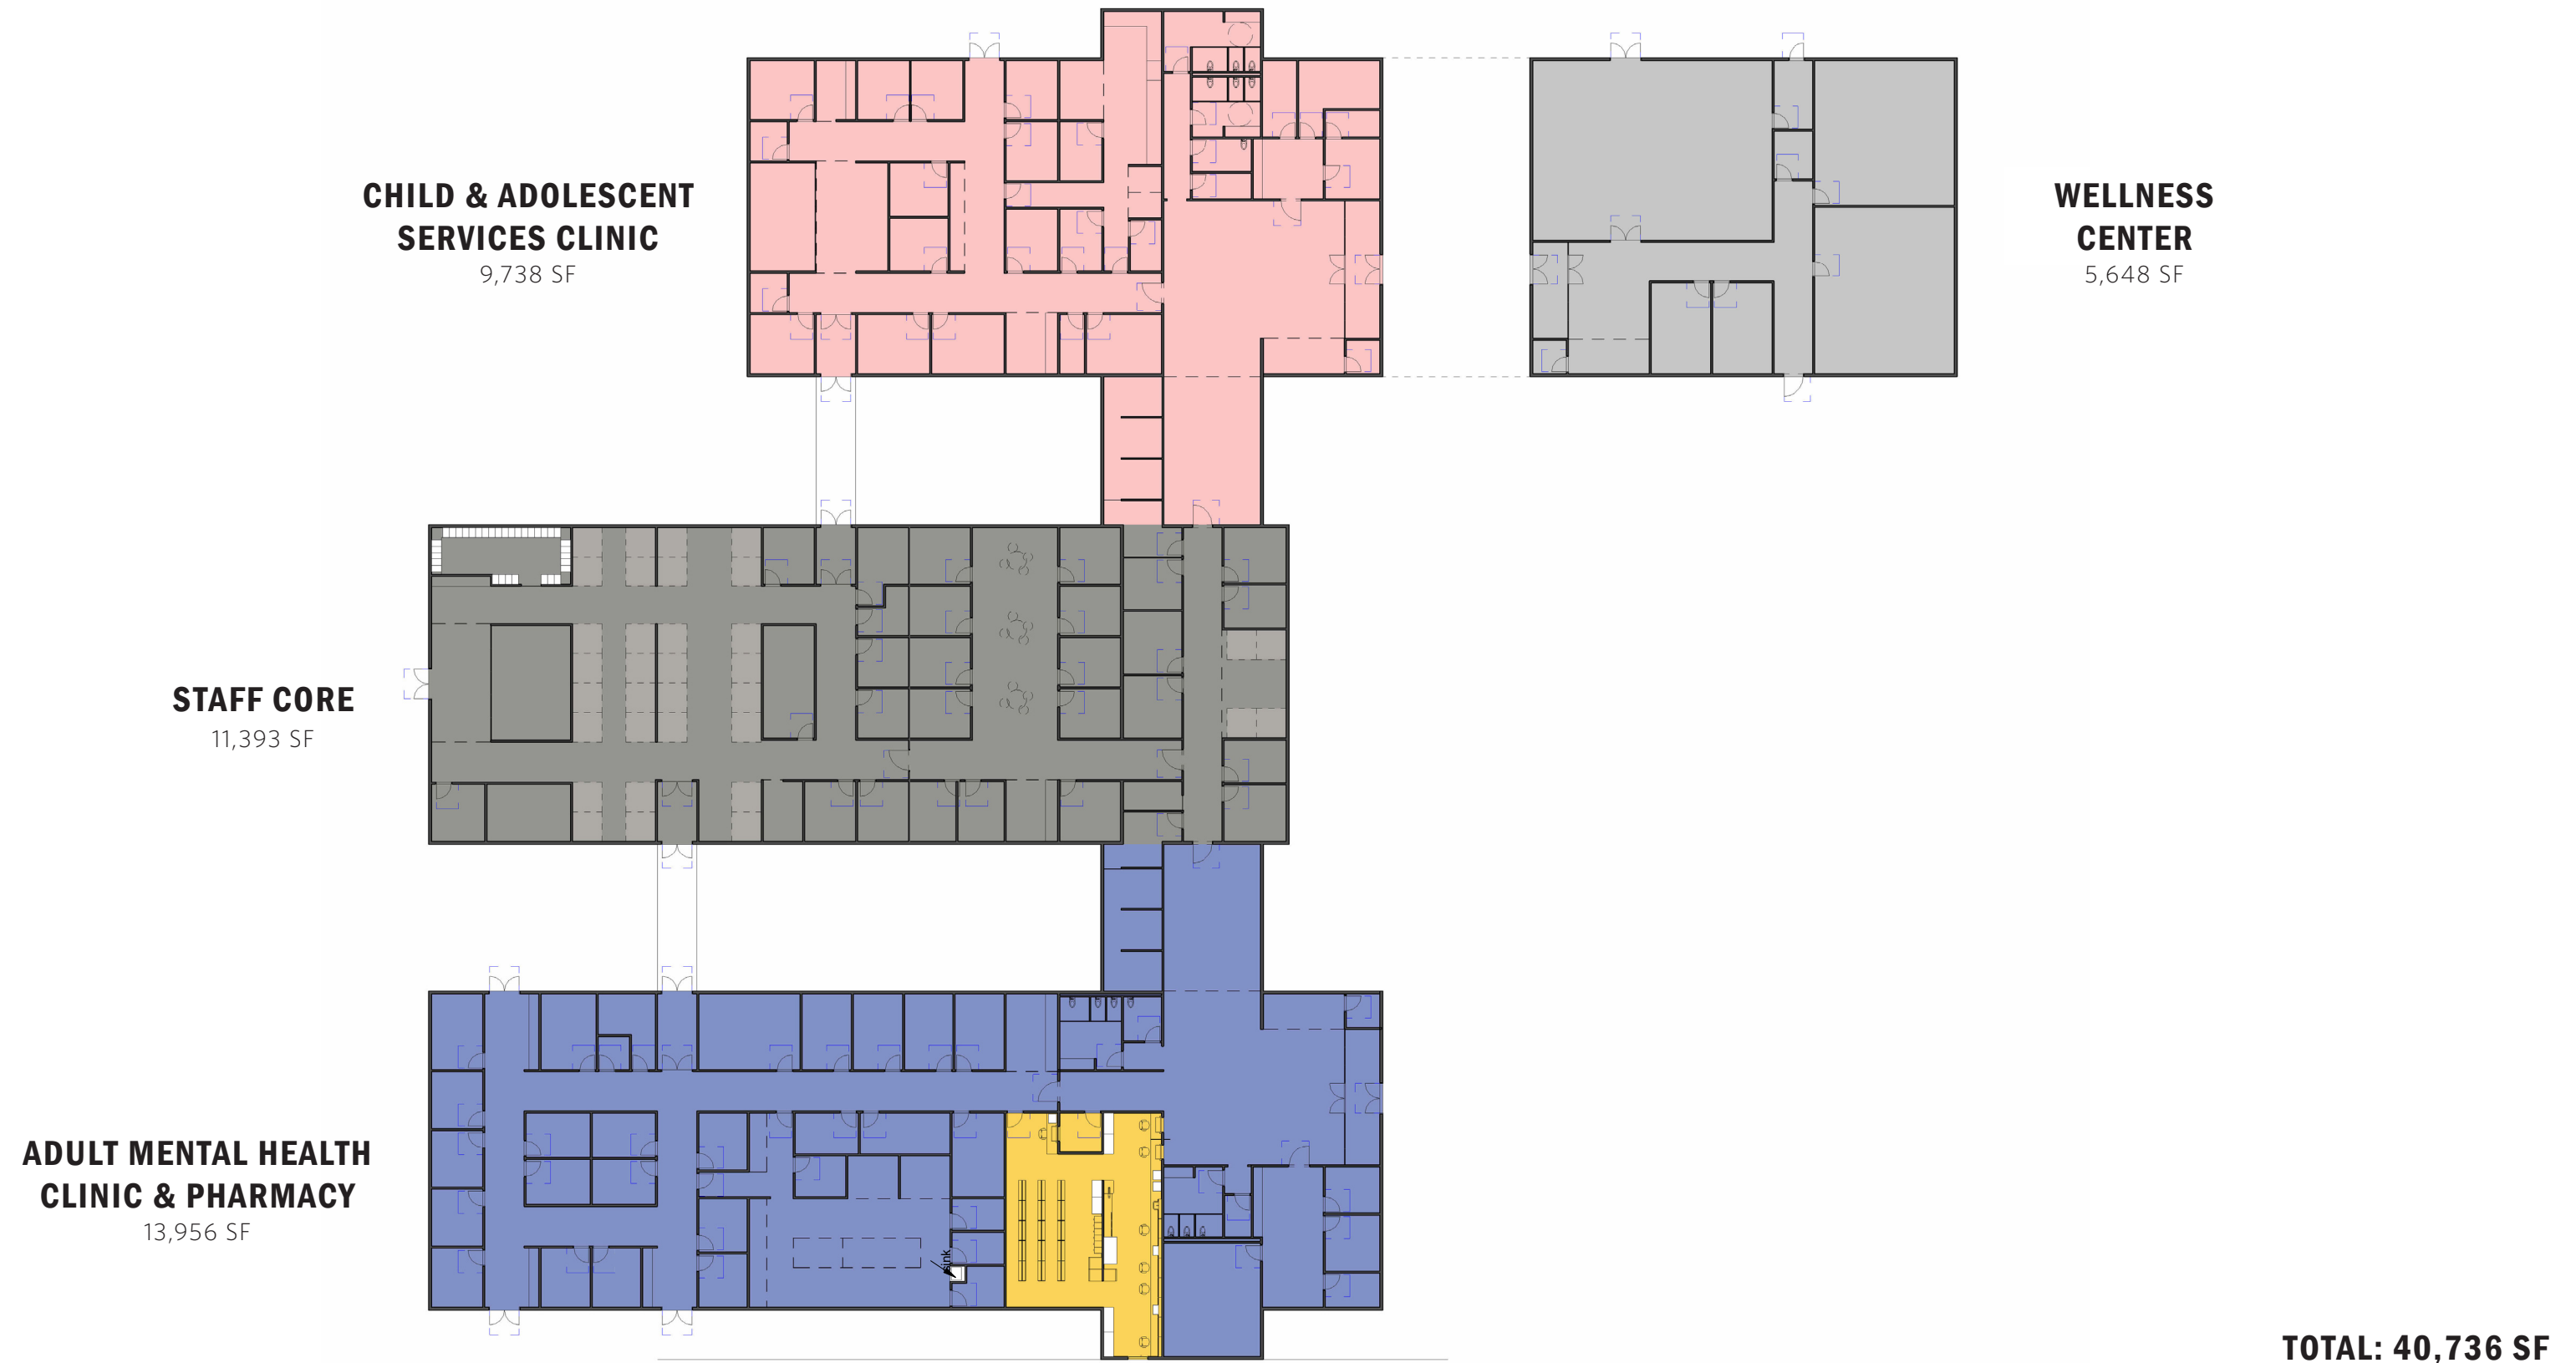 CHILD & ADOLESCENT
SERVICES CLINIC
9,738 SF
WELLNESS
CENTER
5,648 SF
STAFF CORE
11,393 SF
ADULT MENTAL HEALTH
CLINIC & PHARMACY
13,956 SF
sink
TOTAL: 40,736 SF